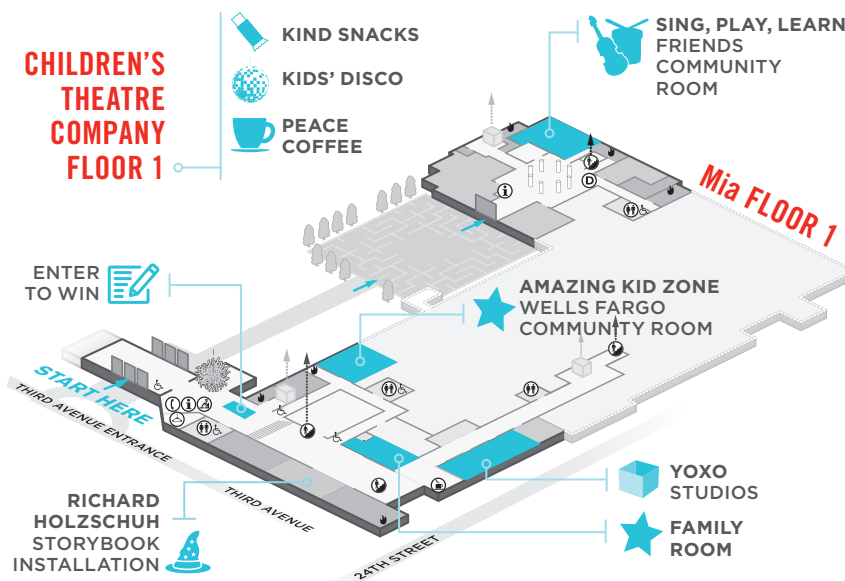 CHILDREN'S
THEATRE
COMPANY
FLOOR 1
KIND SNACKS
KIDS' DISCO
PEACE
COFFEE
SING, PLAY, LEARN
FRIENDS
COMMUNITY
ROOM
Mia FLOOR 1
D
ENTER
TO WIN
AMAZING KID ZONE
WELLS FARGO
COMMUNITY ROOM
START HERE
THIRD AVENUE ENTRANCE
THIRD AVENUE
24TH STREET
RICHARD
HOLZSCHUH
STORYBOOK
INSTALLATION
YOXO
STUDIOS
FAMILY
ROOM